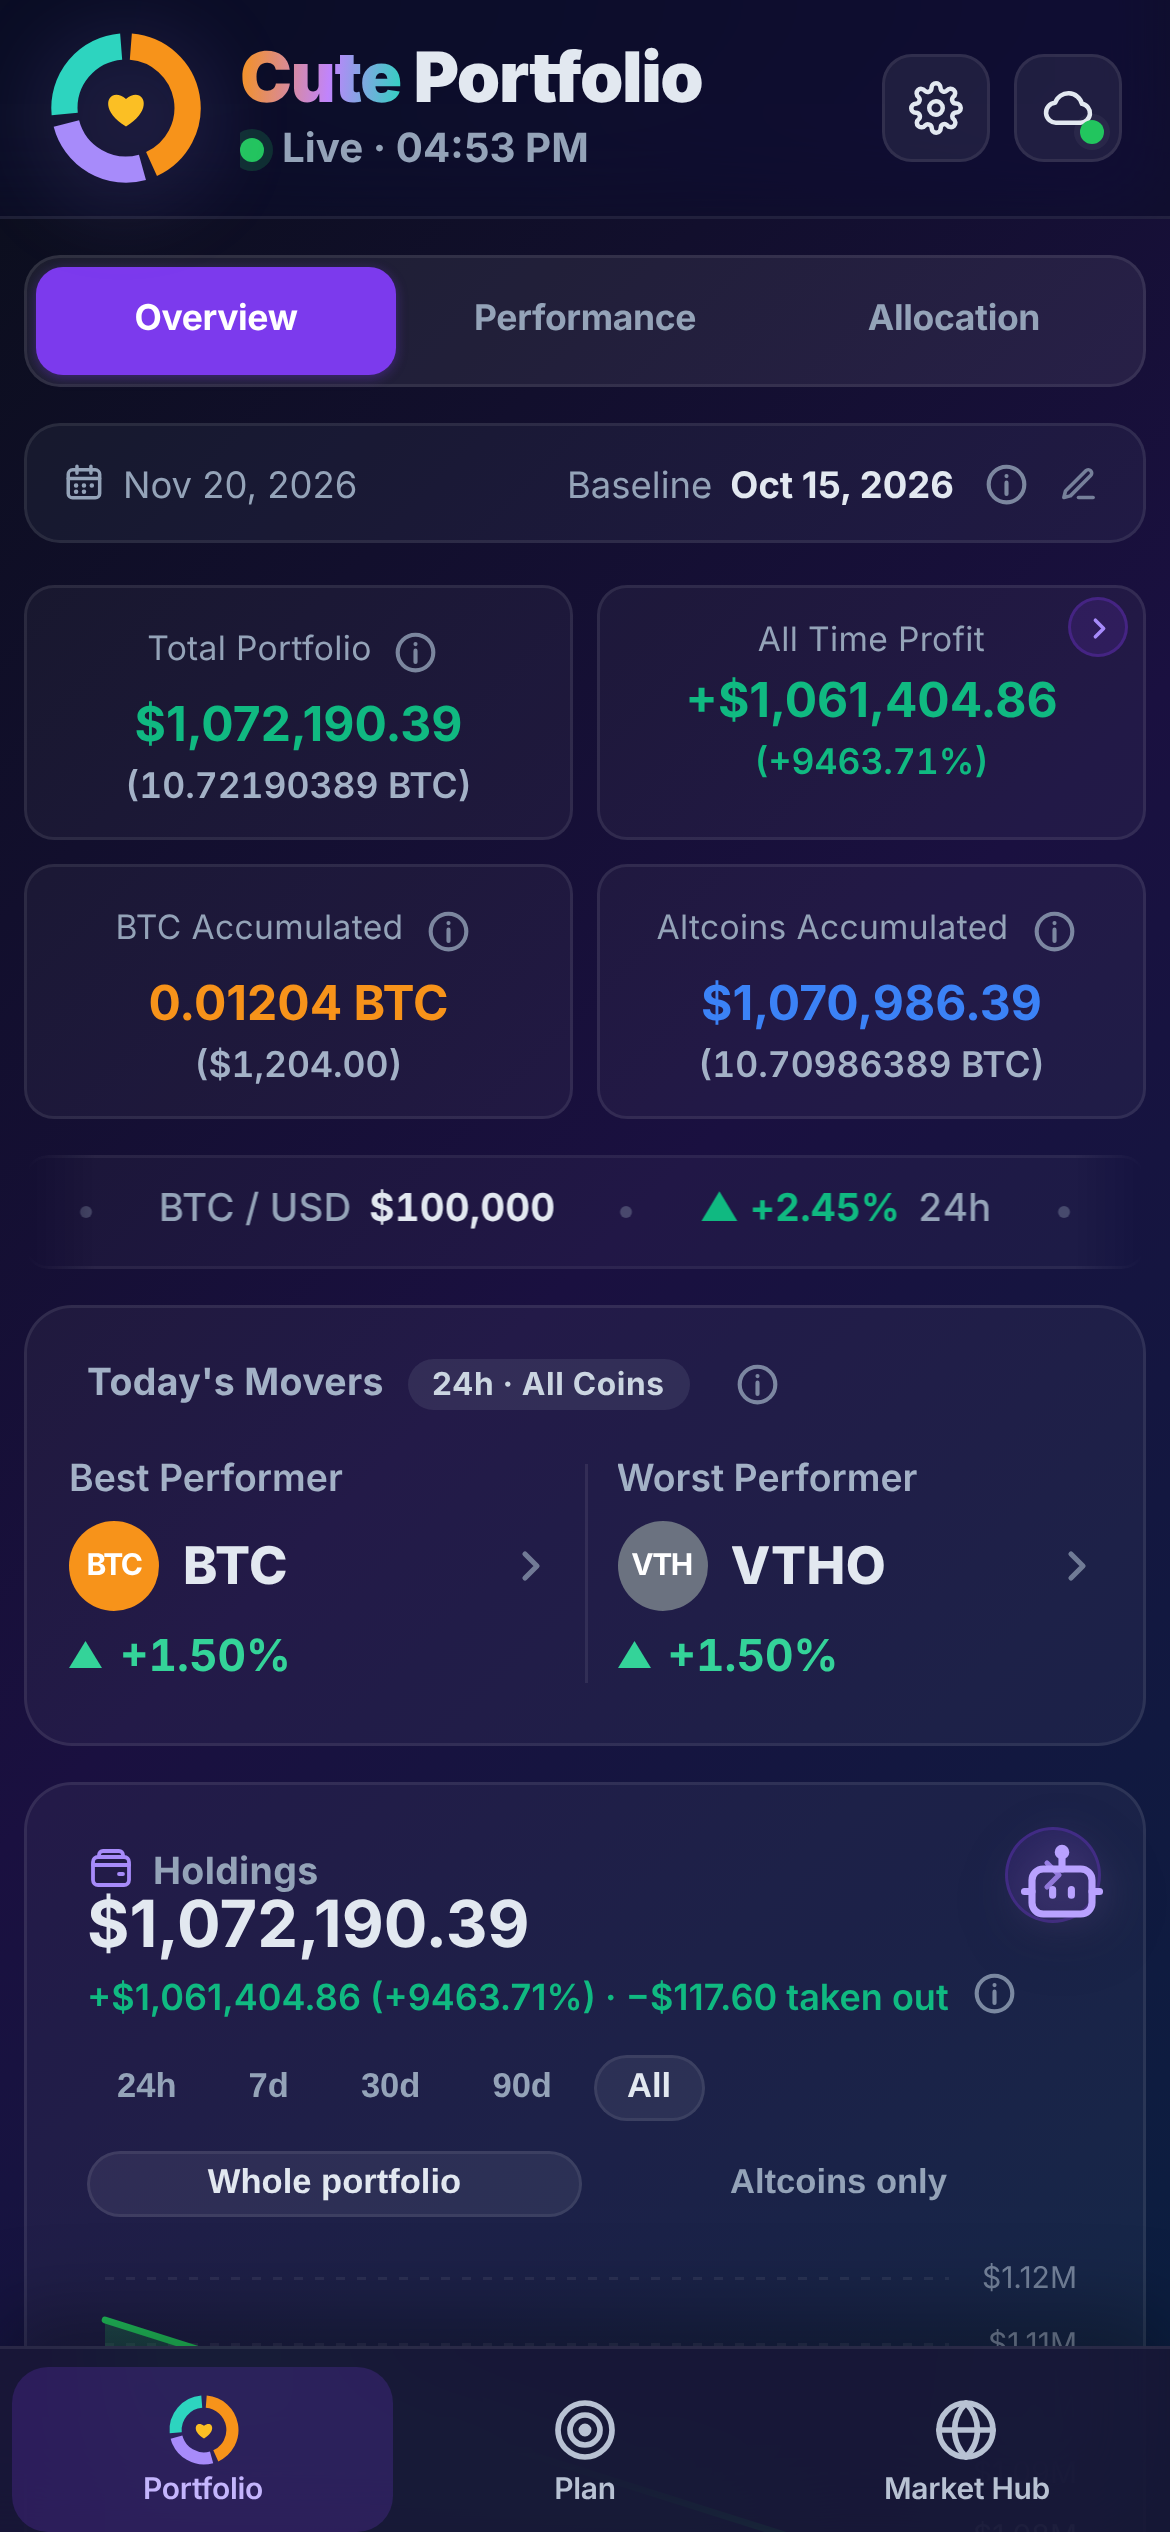 Cute Portfolio
Live · 04:53 PM
Overview
Performance
Allocation
Nov 20, 2026
Baseline Oct 15, 2026
Total Portfolio
$1,072,190.39
(10.72190389 BTC)
All Time Profit
+$1,061,404.86
(+9463.71%)
BTC Accumulated
0.01204 BTC
($1,204.00)
Altcoins Accumulated
$1,070,986.39
(10.70986389 BTC)
BTC / USD $100,000 • ▲ +2.45% 24h
Today's Movers
24h · All Coins
Best Performer
BTC
BTC
▲ +1.50%
Worst Performer
VTH
VTHO
▲ +1.50%
Holdings
$1,072,190.39
+$1,061,404.86 (+9463.71%) · −$117.60 taken out
24h
7d
30d
90d
All
Whole portfolio
Altcoins only
$1.12M
$1.11M
Portfolio
Plan
Market Hub